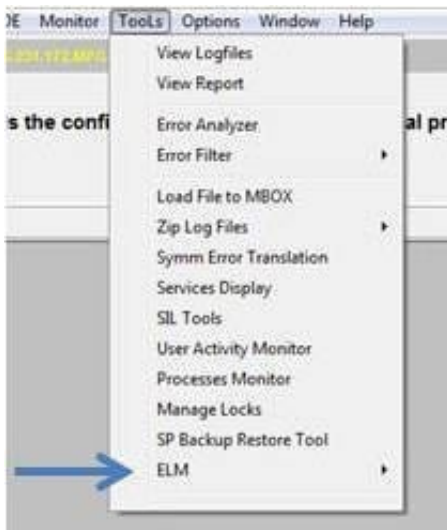 DE Monitor TooLs Options Window Help
View Logfiles
View Report
s the confi
Error Analyzer
al pr
Error Filter
Load File to MBOX
Zip Log Files
Symm Error Translation
Services Display
SIL Tools
User Activity Monitor
Processes Monitor
Manage Locks
SP Backup Restore Tool
ELM